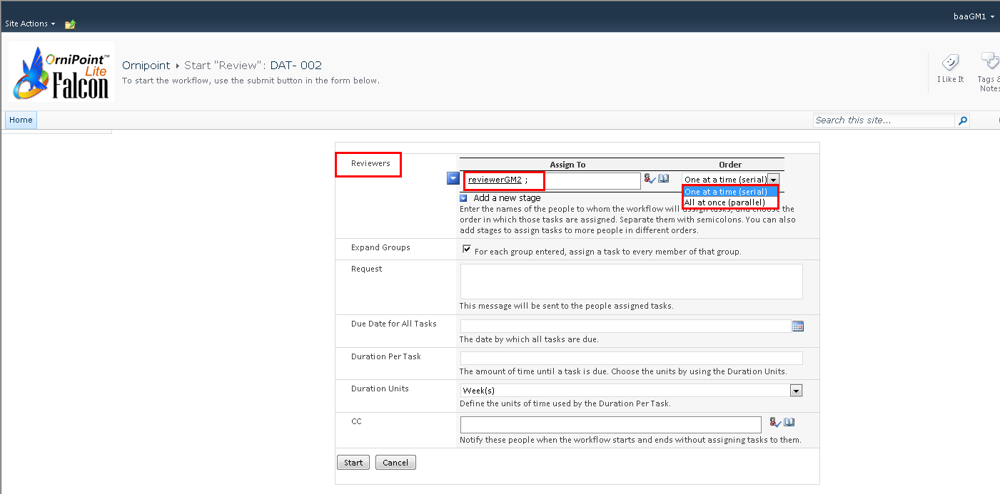 baaGM1
Site Actions
OrniPoint™
Lite
Falcon
Ornipoint Start "Review": DAT- 002
To start the workflow, use the submit button in the form below.
I Like It
Tags &
Notes
Home
Search this site...
Reviewers
Assign To Order
reviewerGM2 ; One at a time (serial)
One at a time (serial)
All at once (parallel)
Add a new stage
Enter the names of the people to whom the workflow will assign tasks, and choose the
order in which those tasks are assigned. Separate them with semicolons. You can also
add stages to assign tasks to more people in different orders.
Expand Groups
For each group entered, assign a task to every member of that group.
Request
This message will be sent to the people assigned tasks.
Due Date for All Tasks
The date by which all tasks are due.
Duration Per Task
The amount of time until a task is due. Choose the units by using the Duration Units.
Duration Units
Week(s)
Define the units of time used by the Duration Per Task.
CC
Notify these people when the workflow starts and ends without assigning tasks to them.
Start Cancel